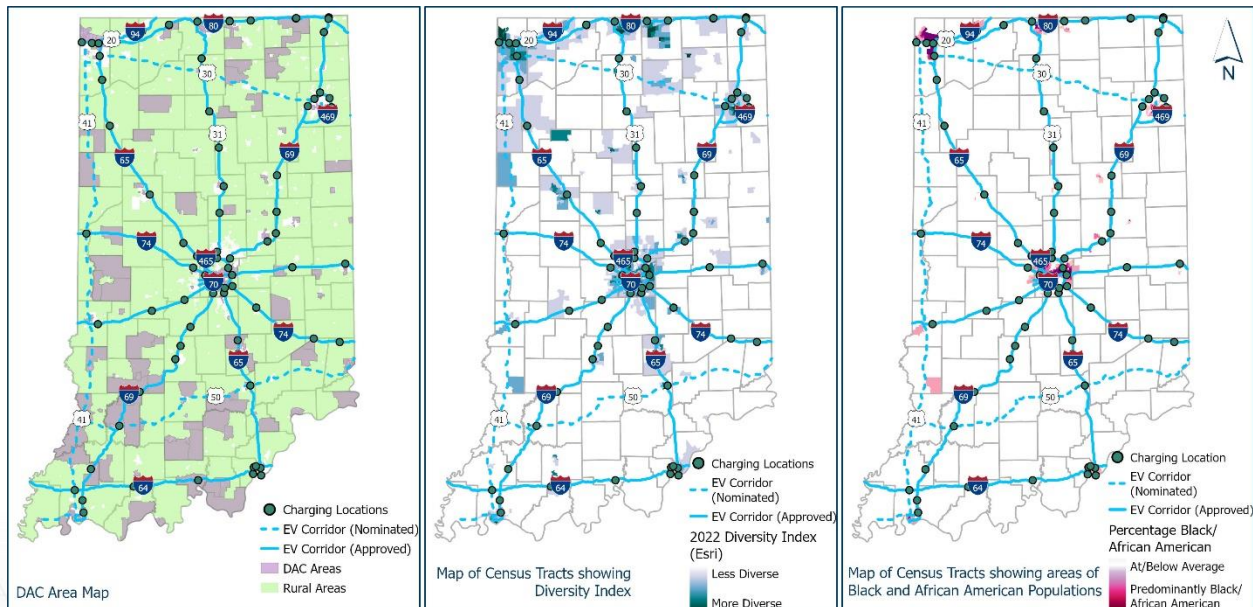 94
80
20
30
41
31
469
69
65
74
465
70
74
65
69
50
41
64
Charging Locations
EV Corridor (Nominated)
EV Corridor (Approved)
DAC Areas
Rural Areas
DAC Area Map
94
80
20
30
41
31
469
69
65
74
465
70
74
65
69
50
41
64
Charging Locations
EV Corridor
(Nominated)
EV Corridor (Approved)
2022 Diversity Index
(Esri)
Less Diverse
More Diverse
Map of Census Tracts showing
Diversity Index
N
94
80
20
30
41
31
469
69
65
74
465
70
74
65
69
50
41
64
Charging Location
EV Corridor
(Nominated)
EV Corridor (Approved)
Percentage Black/
African American
At/Below Average
Predominantly Black/
African American
Map of Census Tracts showing areas of
Black and African American Populations